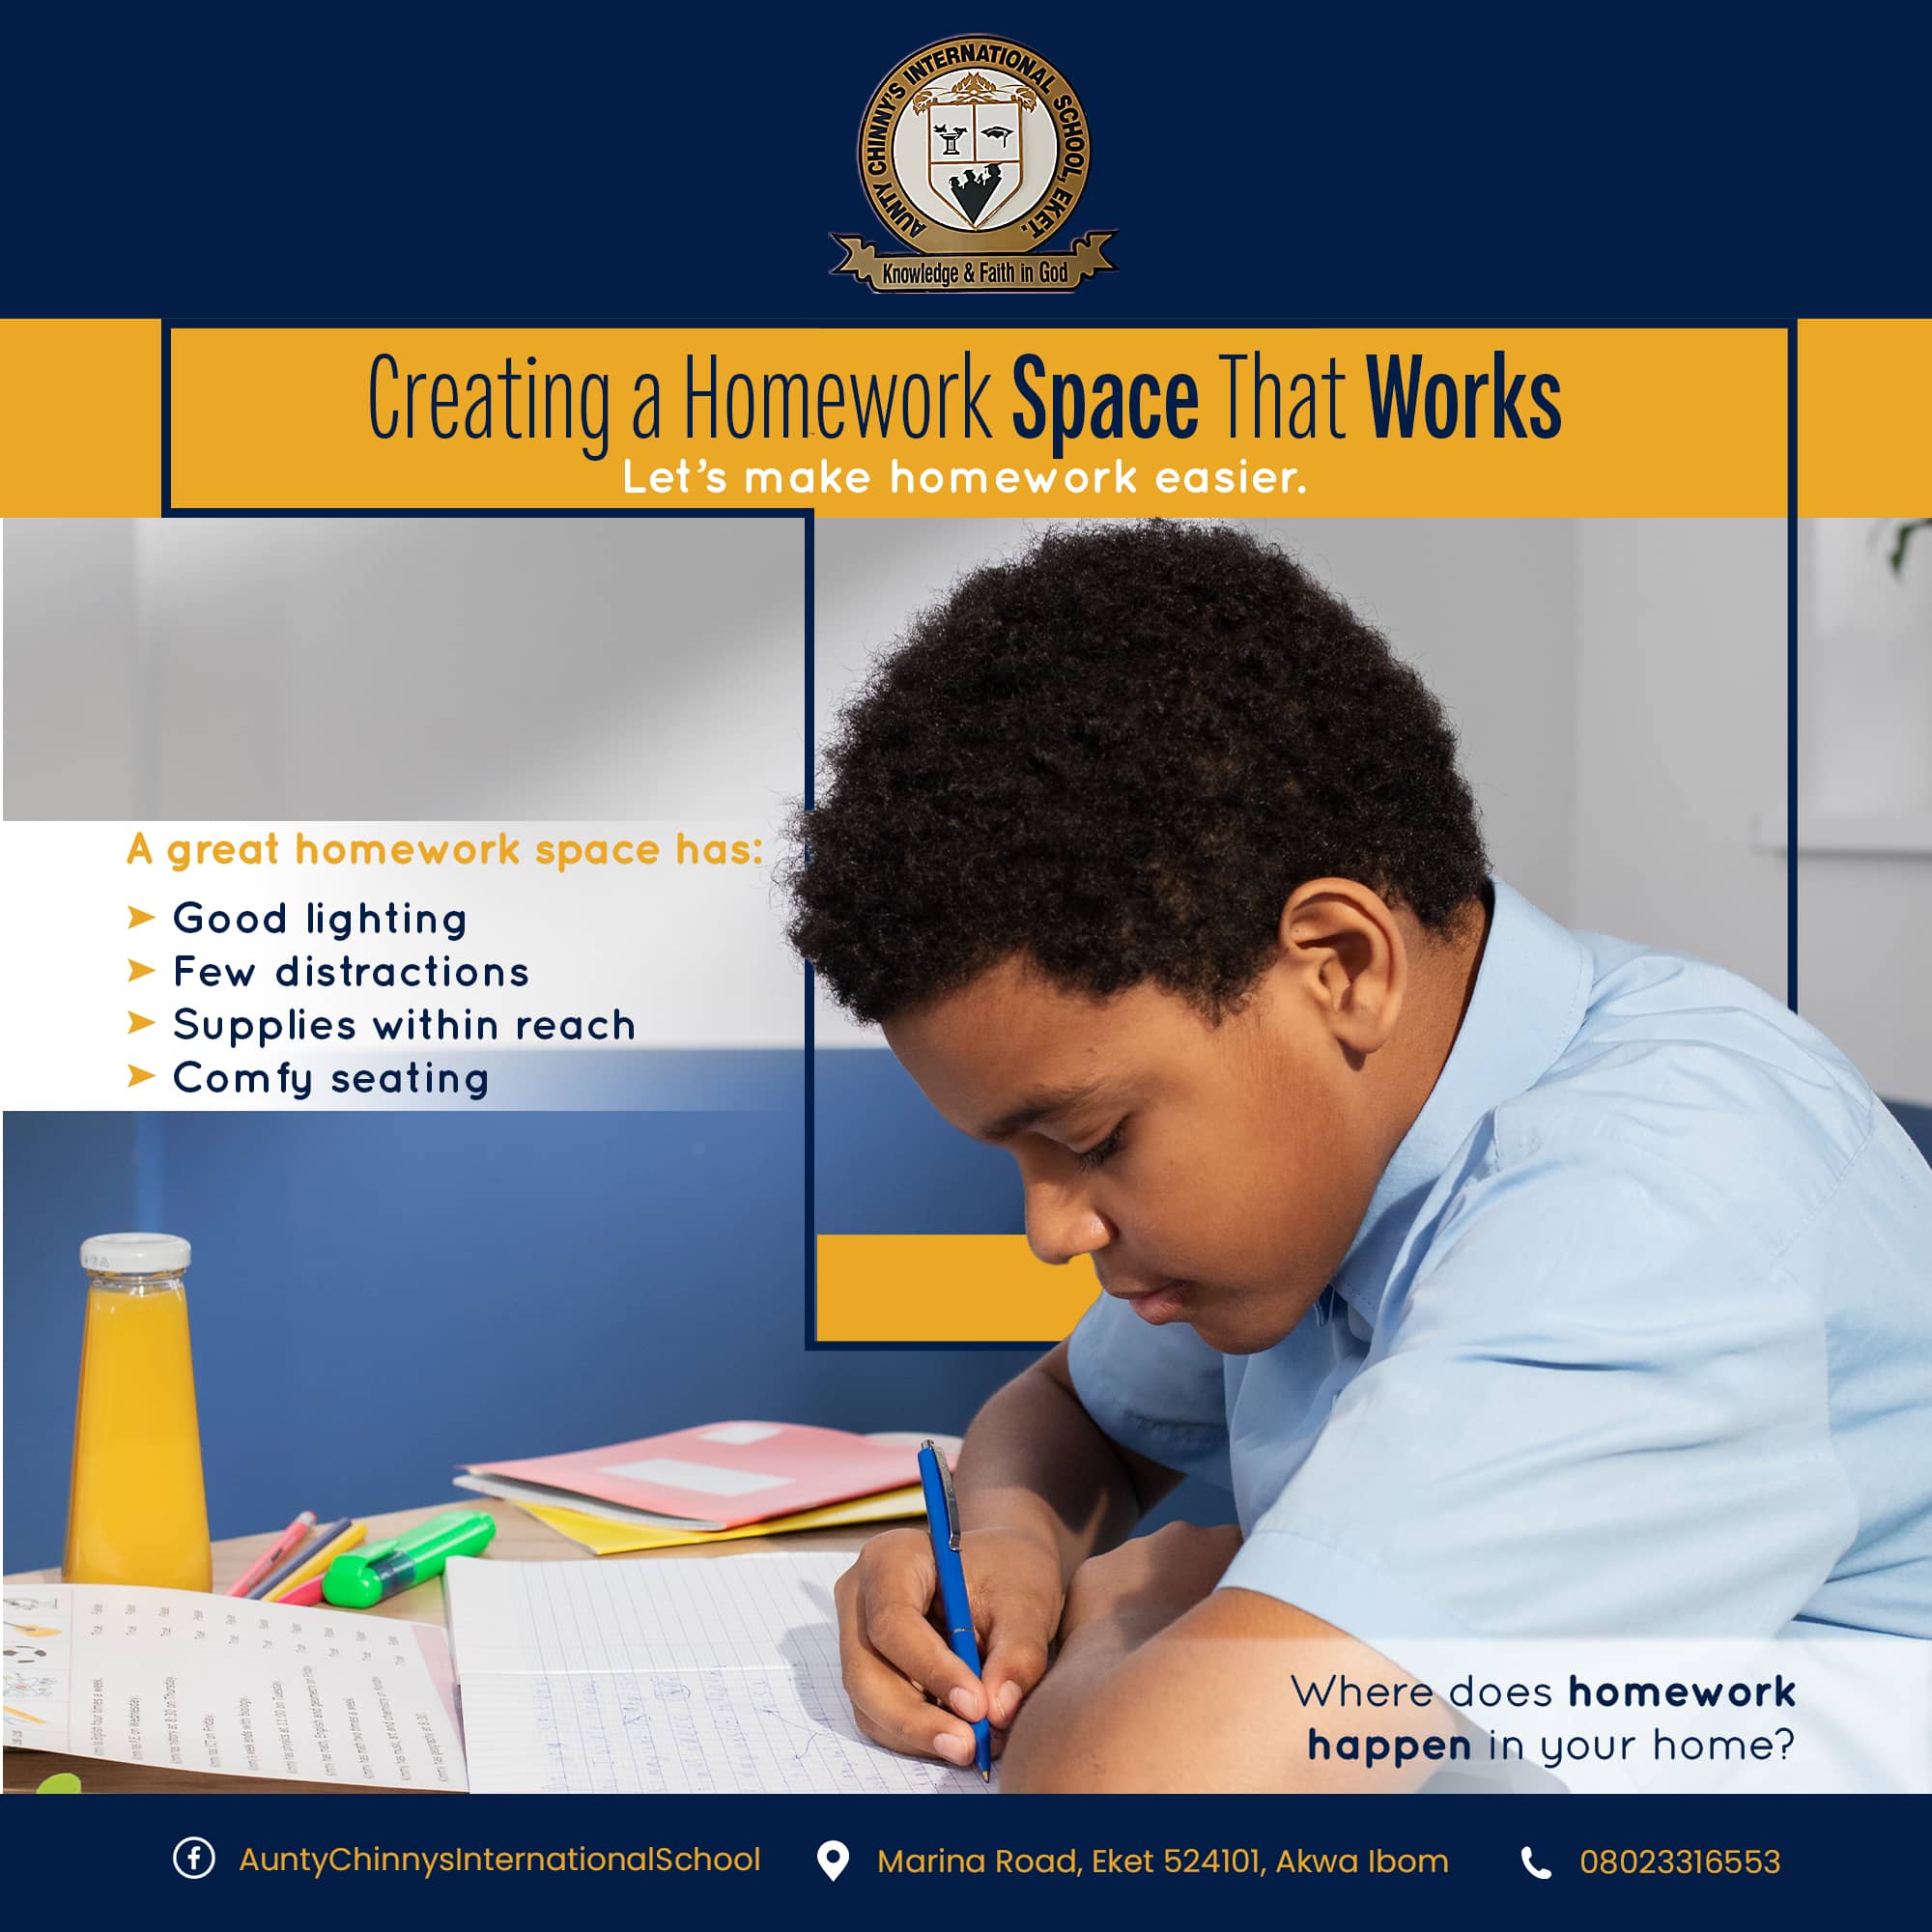 AUNTY CHINNY'S INTERNATIONAL SCHOOL, EKET.
Knowledge & Faith in God
Creating a Homework Space That Works
Let's make homework easier.
A great homework space has:
➤ Good lighting
➤ Few distractions
➤ Supplies within reach
➤ Comfy seating
Where does homework
happen in your home?
AuntyChinnysInternationalSchool
Marina Road, Eket 524101, Akwa Ibom
08023316553